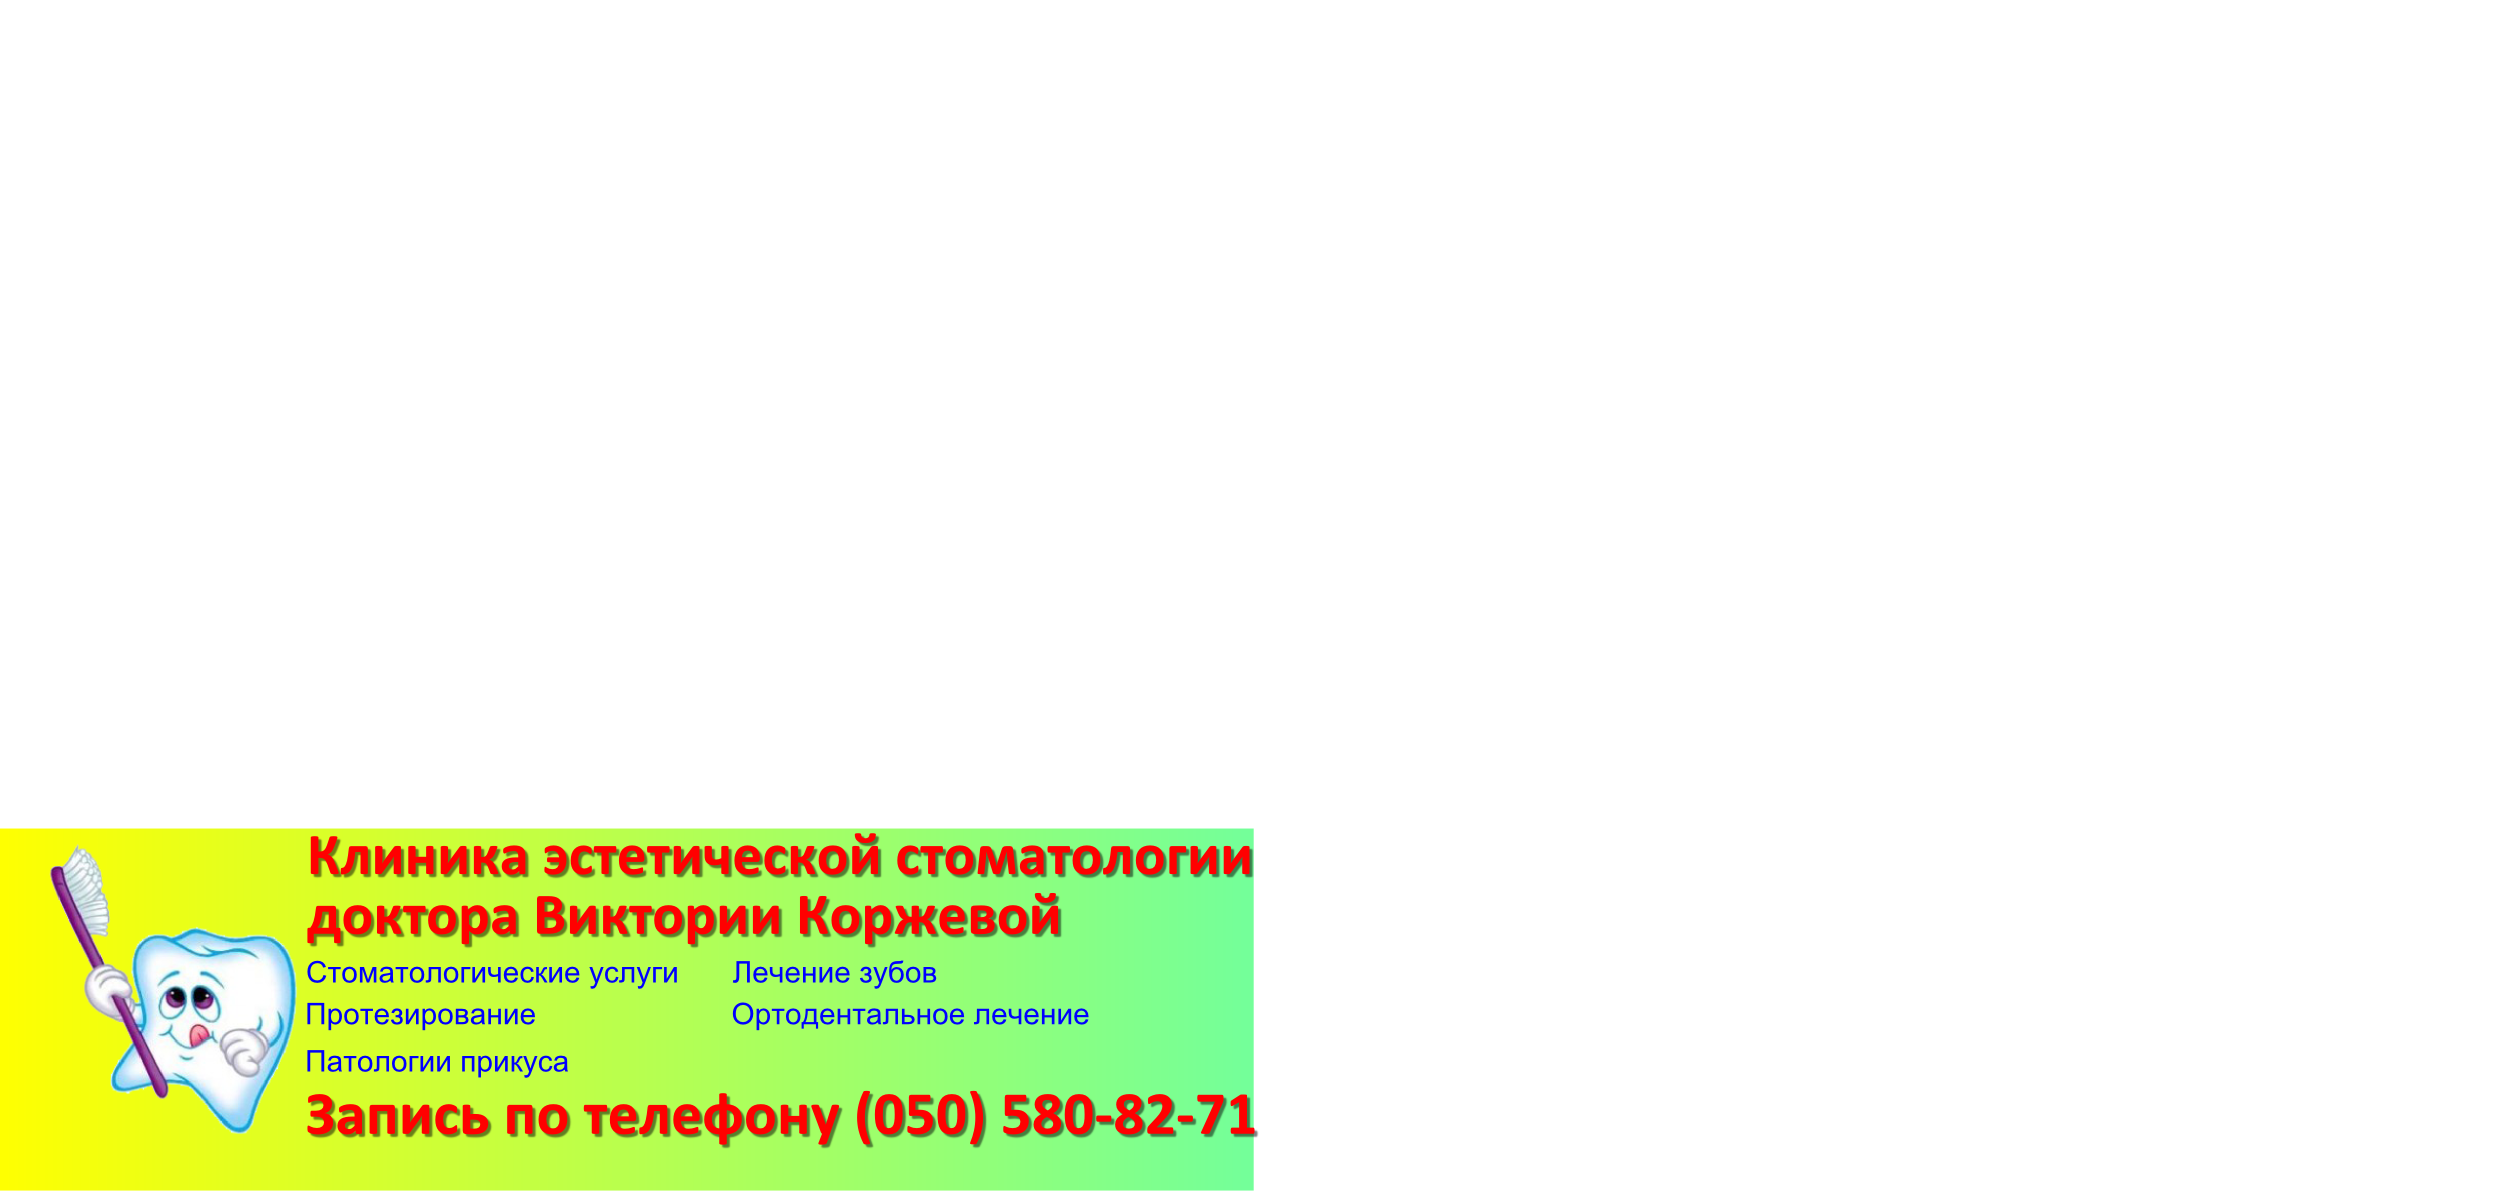 Клиника эстетической стоматологии
доктора Виктории Коржевой
Стоматологические услуги
Лечение зубов
Протезирование
Ортодентальное лечение
Патологии прикуса
Запись по телефону (050) 580-82-71